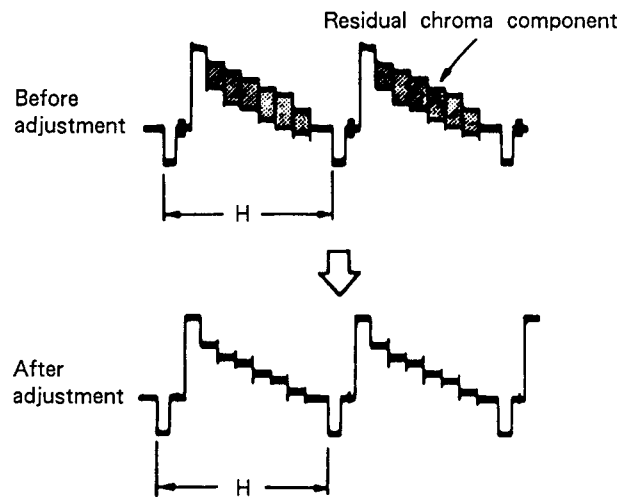 Residual chroma component
Before
adjustment
H
After
adjustment
H